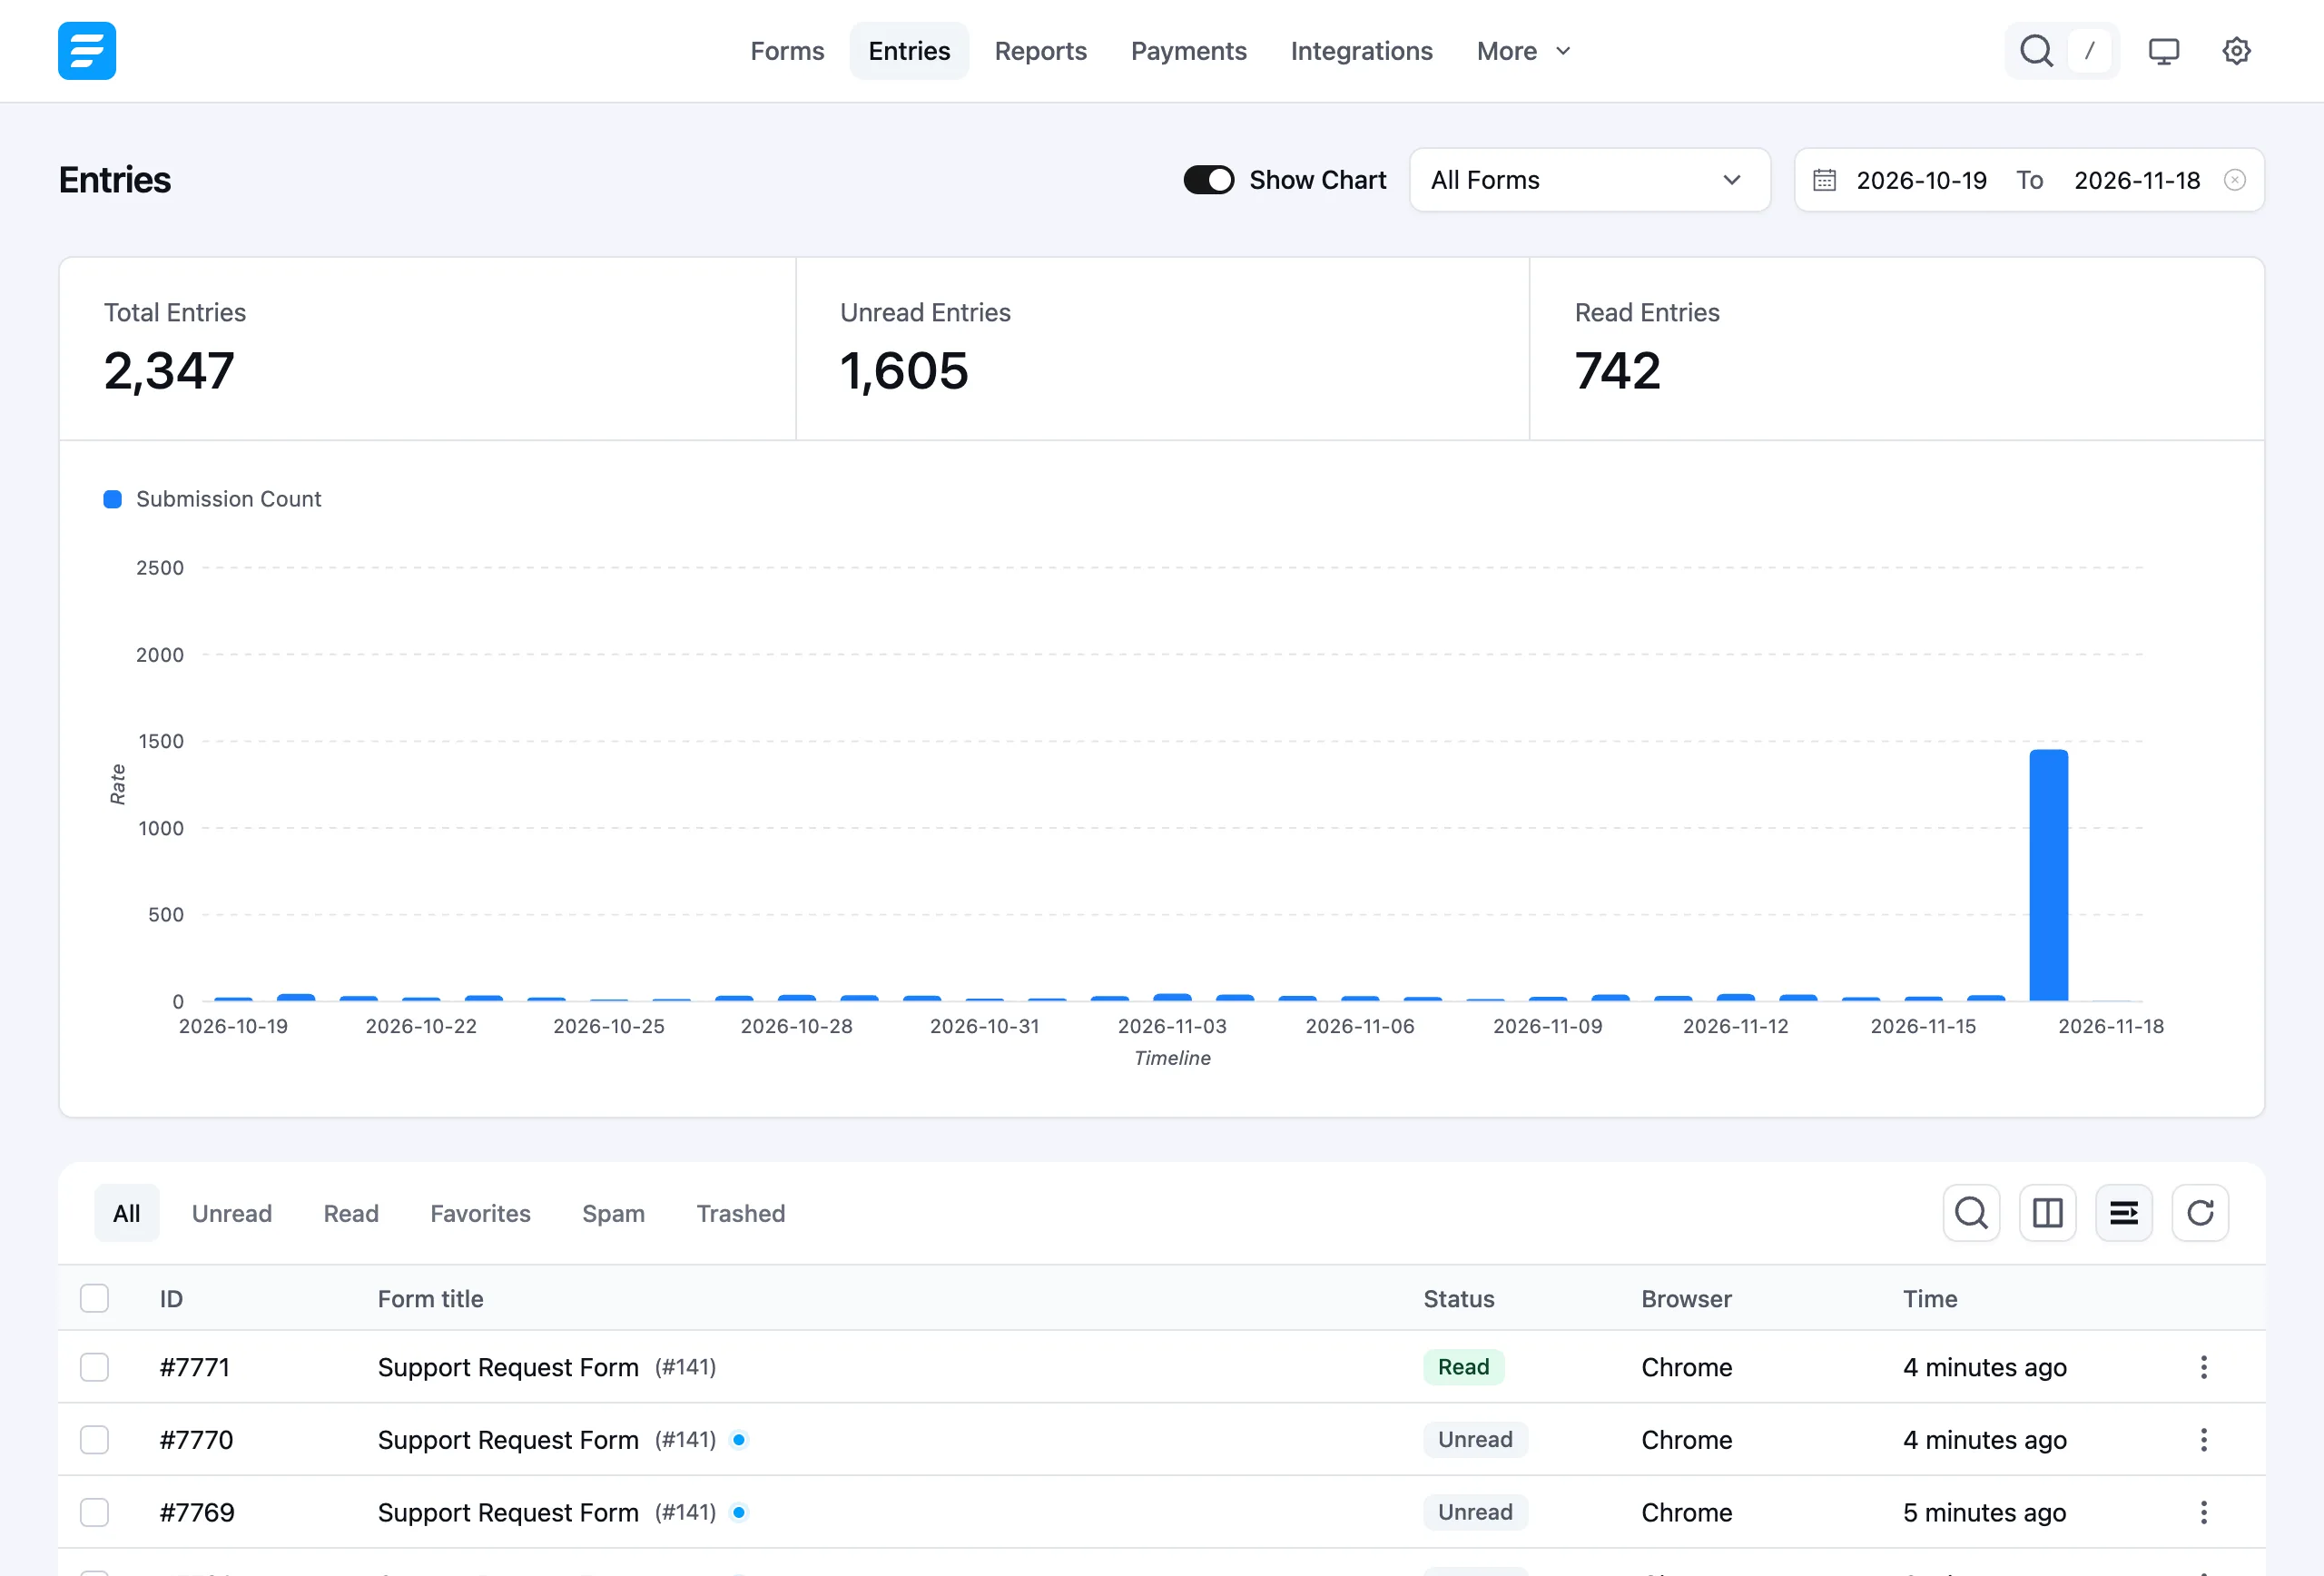 Forms Entries Reports Payments Integrations More /
Entries
Show Chart All Forms 2026-10-19 To 2026-11-18
Total Entries Unread Entries Read Entries
2,347 1,605 742
Submission Count
2500
2000
1500
Rate
1000
500
0
2026-10-19 2026-10-22 2026-10-25 2026-10-28 2026-10-31 2026-11-03 2026-11-06 2026-11-09 2026-11-12 2026-11-15 2026-11-18
Timeline
All Unread Read Favorites Spam Trashed
ID Form title Status Browser Time
#7771 Support Request Form (#141) Read Chrome 4 minutes ago
#7770 Support Request Form (#141) Unread Chrome 4 minutes ago
#7769 Support Request Form (#141) Unread Chrome 5 minutes ago